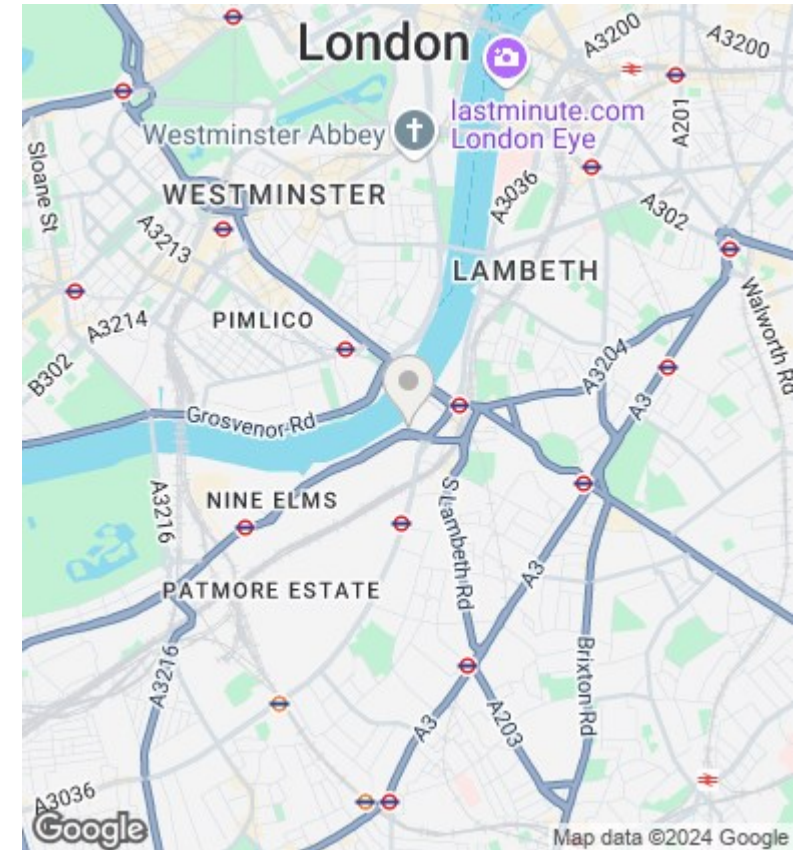 London
A3200
A3200
lastminute.com
London Eye
Westminster Abbey
A201
Sloane St
WESTMINSTER
A3036
A302
A3213
LAMBETH
Walworth Rd
PIMLICO
A3214
B302
A3204
A3
Grosvenor Rd
A3216
NINE ELMS
S Lambeth Rd
A3
PATMORE ESTATE
A3216
Brixton Rd
A203
A3
A3036
Google
Map data ©2024 Google